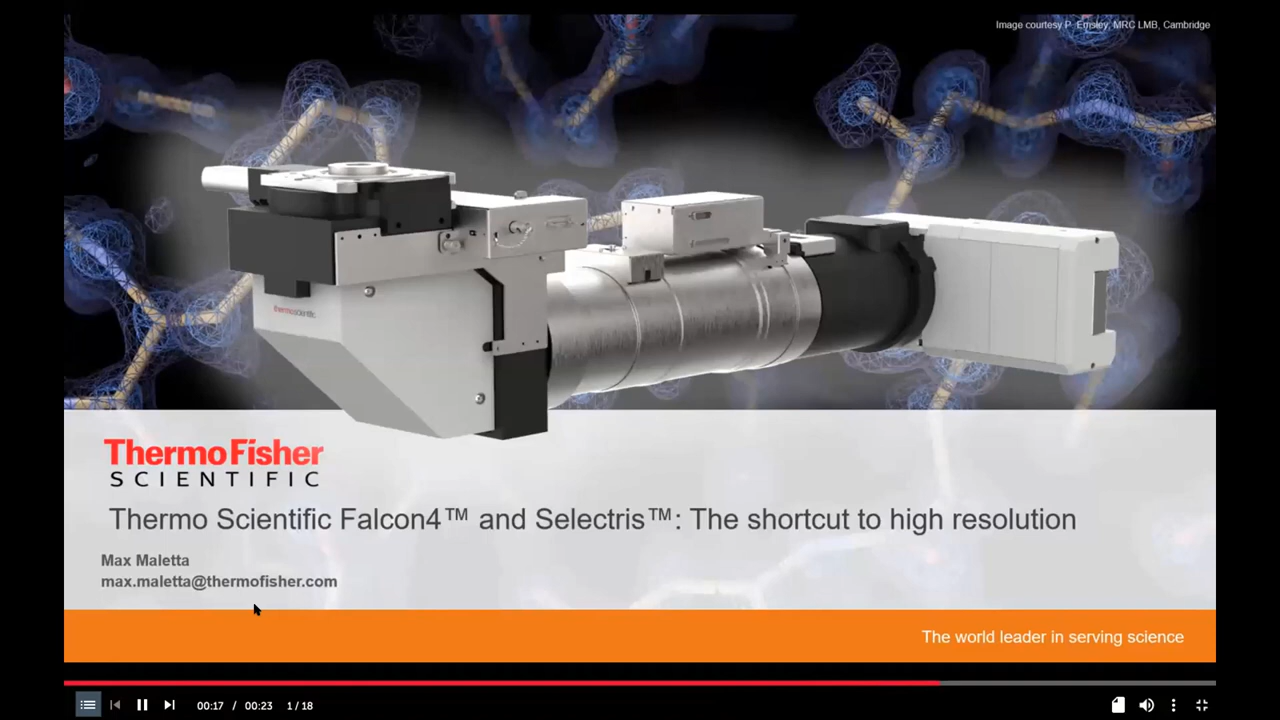 Image courtesy P. Emsley, MRC LMB, Cambridge
thermoscientific
ThermoFisher
SCIENTIFIC
Thermo Scientific Falcon4™ and Selectris™: The shortcut to high resolution
Max Maletta
max.maletta@thermofisher.com
The world leader in serving science
00:17 / 00:23 1 / 18